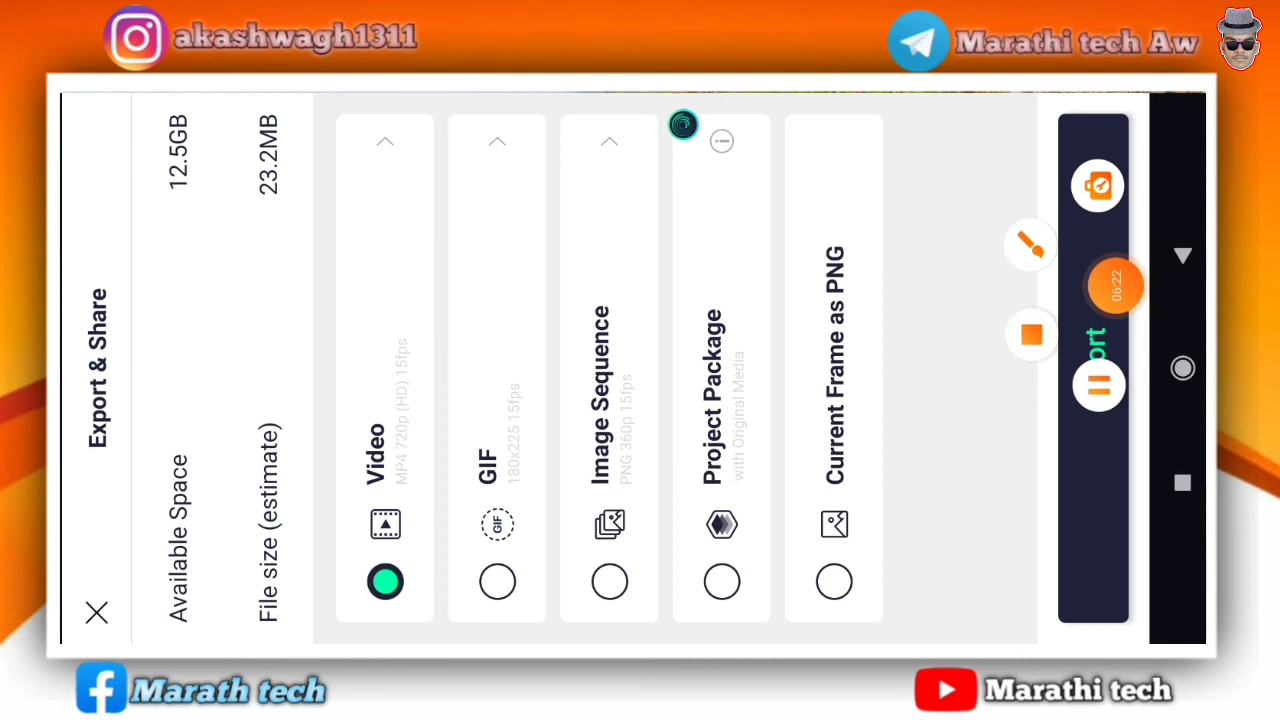 akashwagh1311
Marathi tech Aw
Export & Share
Available Space 12.5GB
File size (estimate) 23.2MB
Video
MP4 720p (HD) 15fps
GIF
GIF
180x225 15fps
Image Sequence
PNG 360p 15fps
Project Package
with Original Media
Current Frame as PNG
ort
06:22
Marath tech
Marathi tech